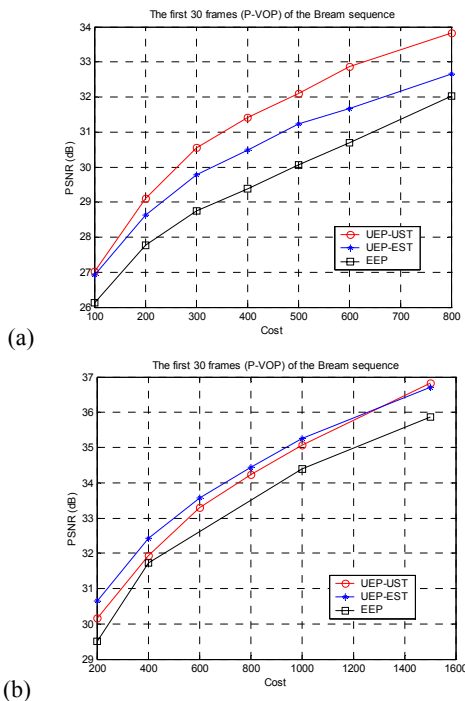 The first 30 frames (P-VOP) of the Bream sequence
34
33
32
31
30
29
28
27
26
PSNR (dB)
UEP-UST
UEP-EST
EEP
100 200 300 400 500 600 700 800
Cost
(a)
The first 30 frames (P-VOP) of the Bream sequence
37
36
35
34
33
32
31
30
29
PSNR (dB)
UEP-UST
UEP-EST
EEP
200 400 600 800 1000 1200 1400 1600
Cost
(b)